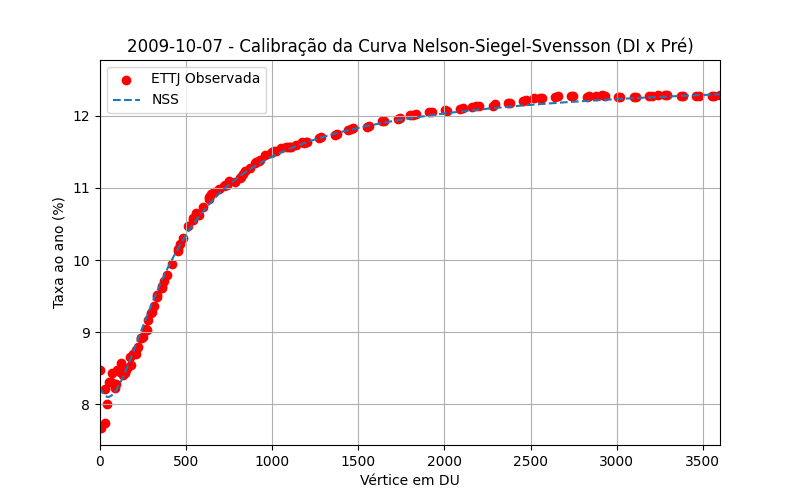 2009-10-07 - Calibração da Curva Nelson-Siegel-Svensson (DI x Pré)
ETTJ Observada
NSS
Taxa ao ano (%)
12
11
10
9
8
0 500 1000 1500 2000 2500 3000 3500
Vértice em DU